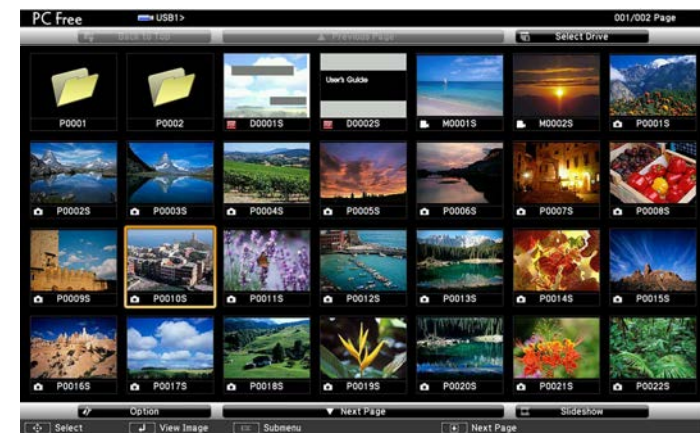 PC Free USB1> 001/002 Page
Back to Top ▲ Previous Page Select Drive
User's Guide
P0001 P0002 D0001S D0002S M0001S M0002S P0001S
P0002S P0003S P0004S P0005S P0006S P0007S P0008S
P0009S P0010S P0011S P0012S P0013S P0014S P0015S
P0016S P0017S P0018S P0019S P0020S P0021S P0022S
Option ▼ Next Page Slideshow
Select View Image Esc Submenu Next Page